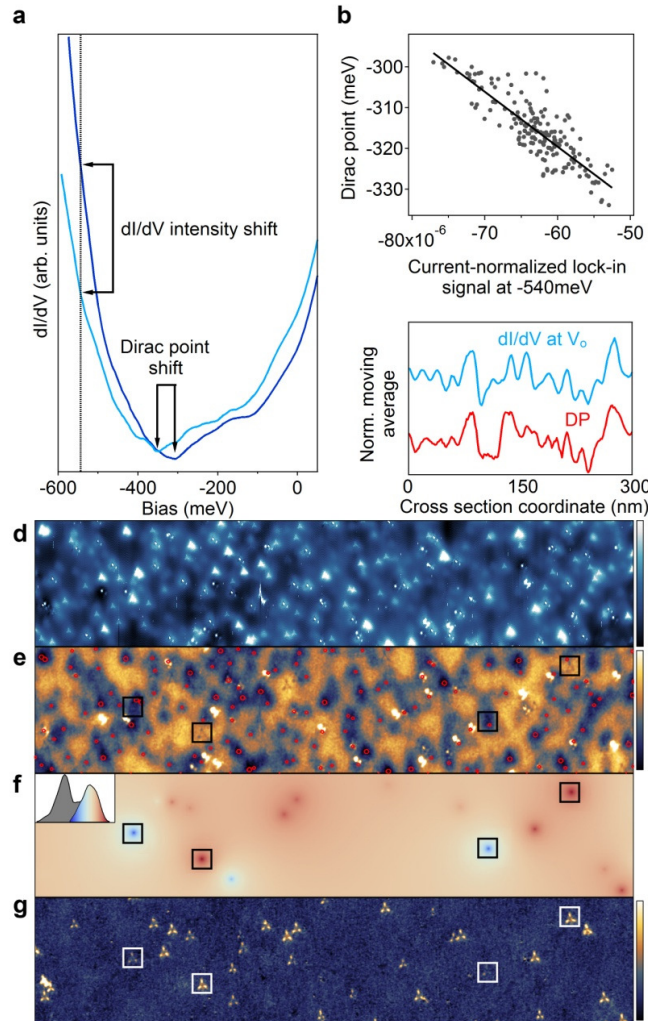 a
dI/dV (arb. units)
dI/dV intensity shift
Dirac point
shift
-600
-400
-200
0
Bias (meV)
b
Dirac point (meV)
-300
-310
-320
-330
-80x10-6
-70
-60
-50
Current-normalized lock-in
signal at -540meV
Norm. moving
average
dI/dV at Vo
DP
0
150
300
Cross section coordinate (nm)
d
e
f
g